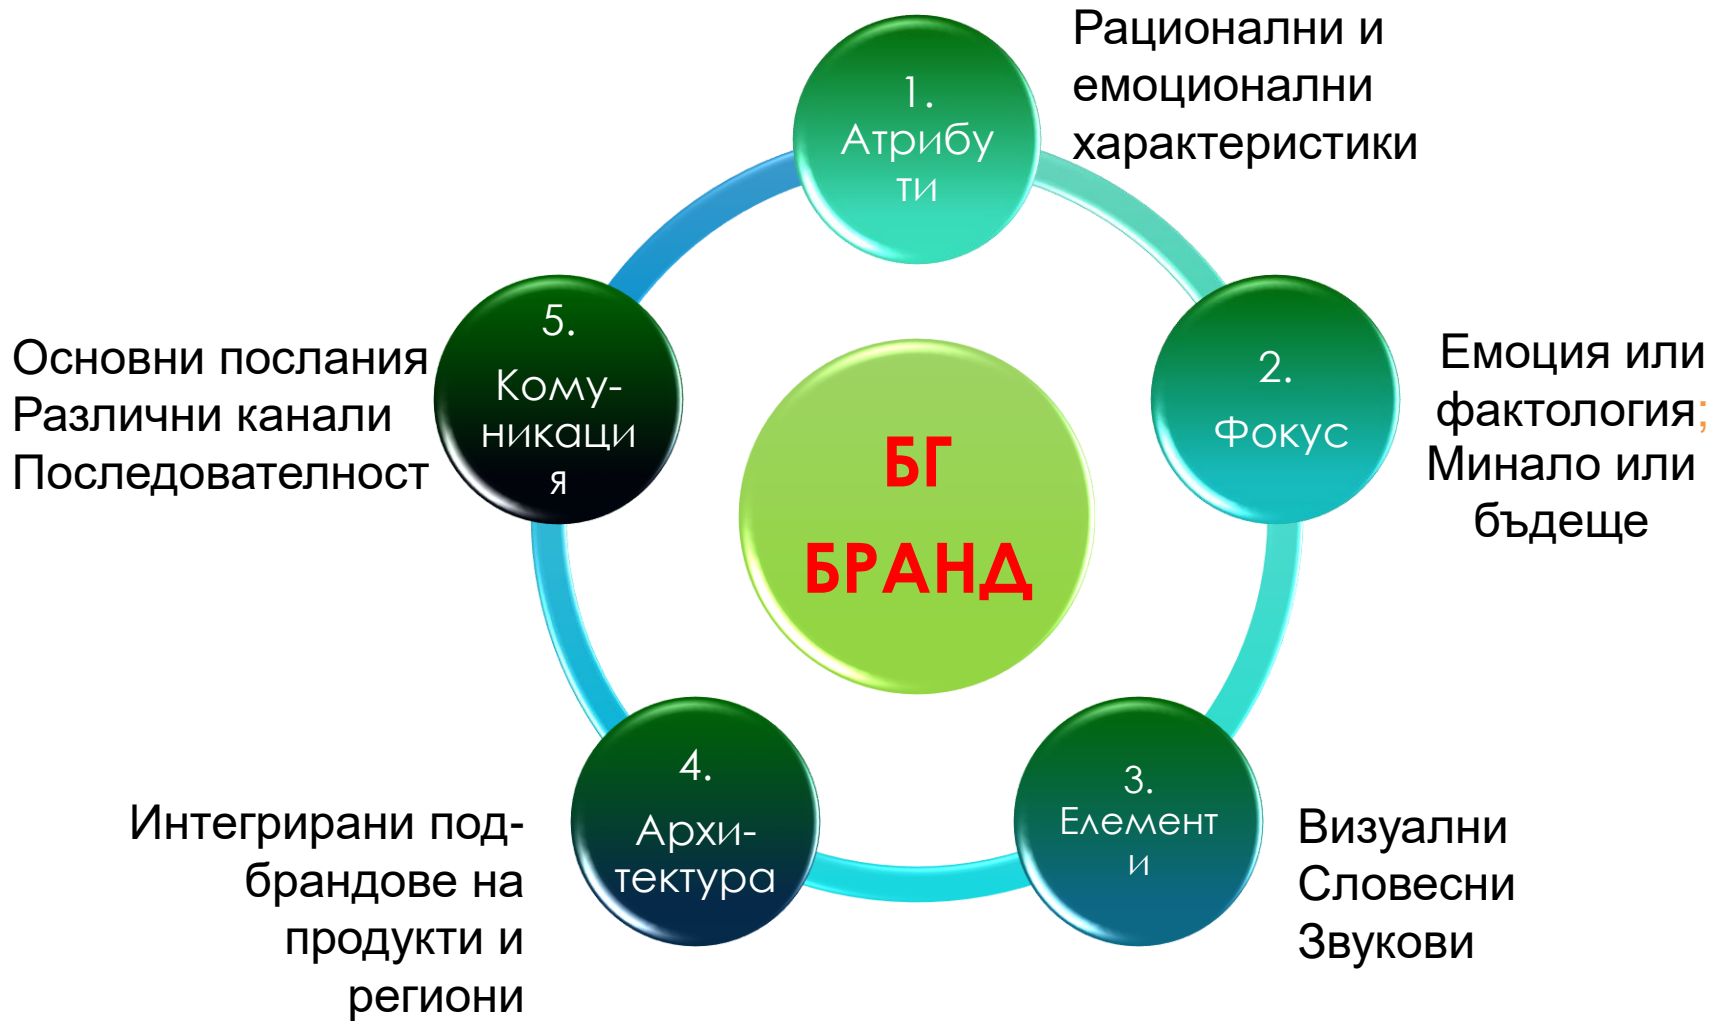 Рационални и
емоционални
характеристики
1.
Атрибу
ти
5.
Кому-
никаци
я
Основни послания
Различни канали
Последователност
2.
Фокус
Емоция или
фактология;
Минало или
бъдеще
БГ
БРАНД
4.
Архи-
тектура
Интегрирани под-
брандове на
продукти и
региони
3.
Елемент
и
Визуални
Словесни
Звукови